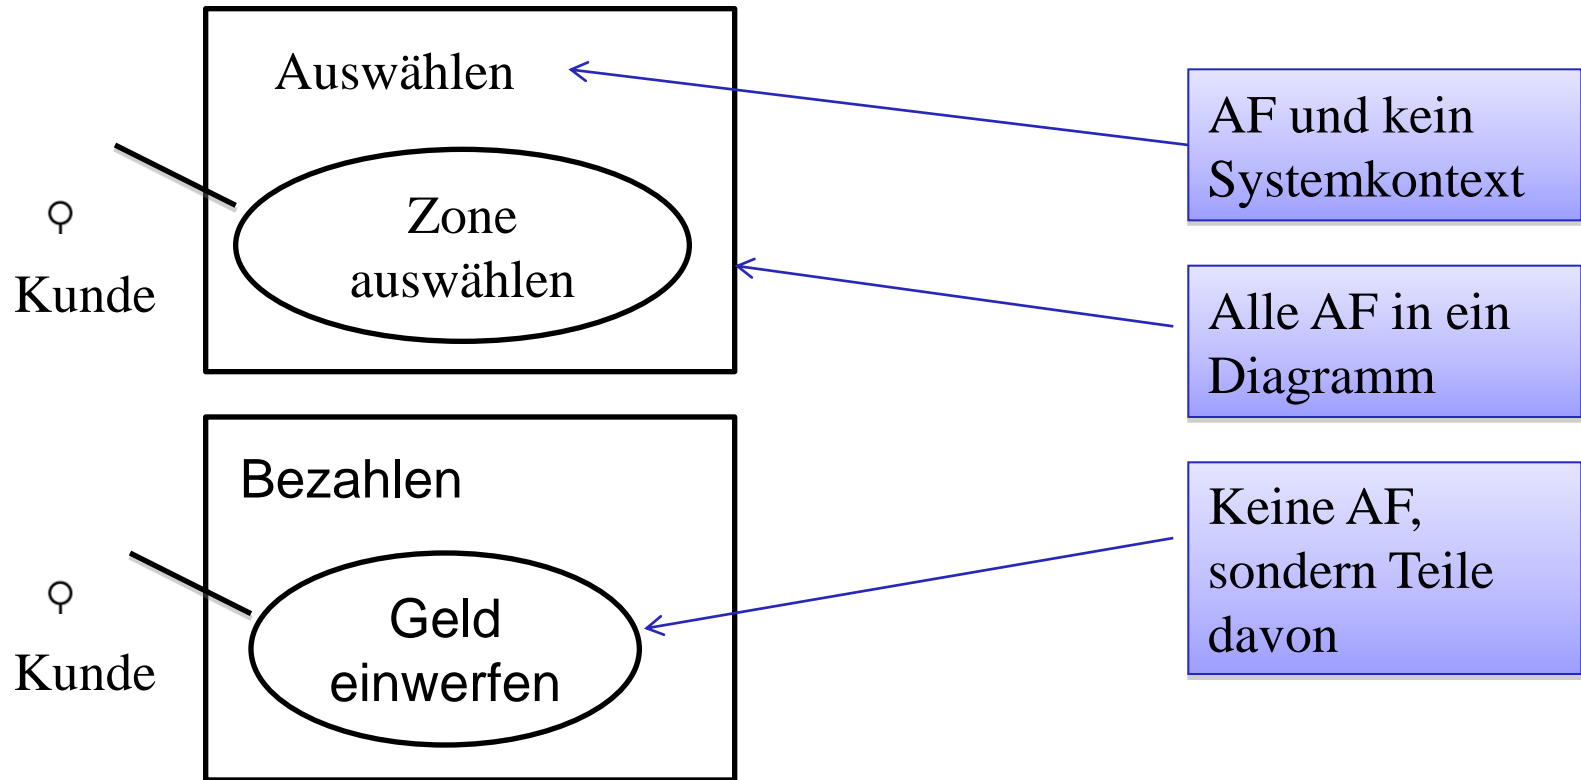 Auswählen
Zone
auswählen
Kunde
Bezahlen
Geld
einwerfen
Kunde
AF und kein
Systemkontext
Alle AF in ein
Diagramm
Keine AF,
sondern Teile
davon